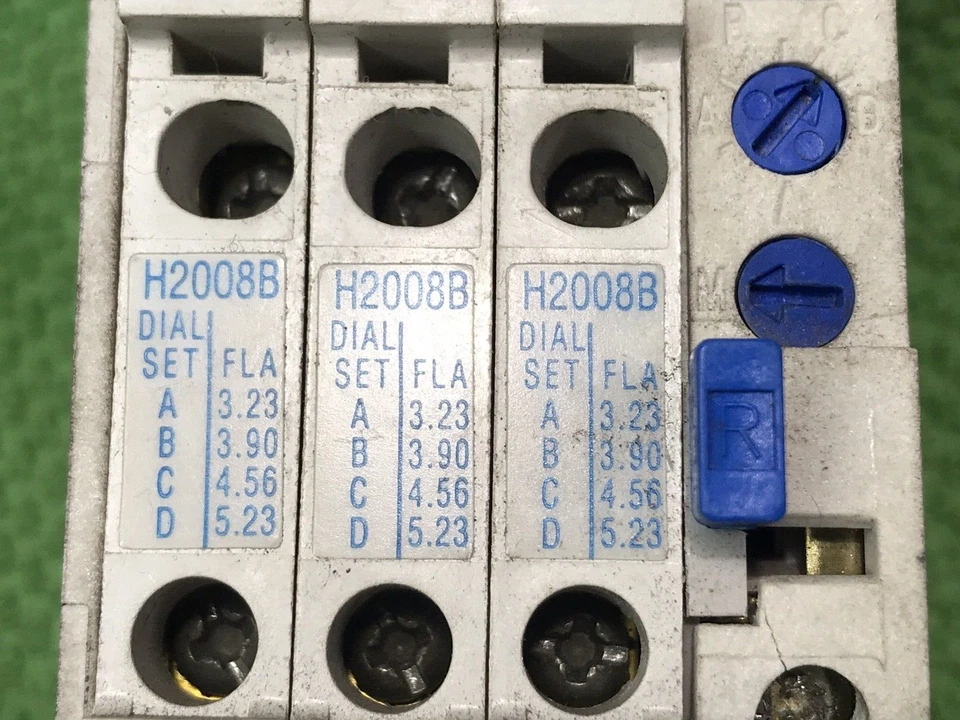 H2008B
DIAL
SET FLA
A 3.23
B 3.90
C 4.56
D 5.23
H2008B
DIAL
SET FLA
A 3.23
B 3.90
C 4.56
D 5.23
H2008B
DIAL
SET FLA
A 3.23
B 3.90
C 4.56
D 5.23
B C
A D
M
R